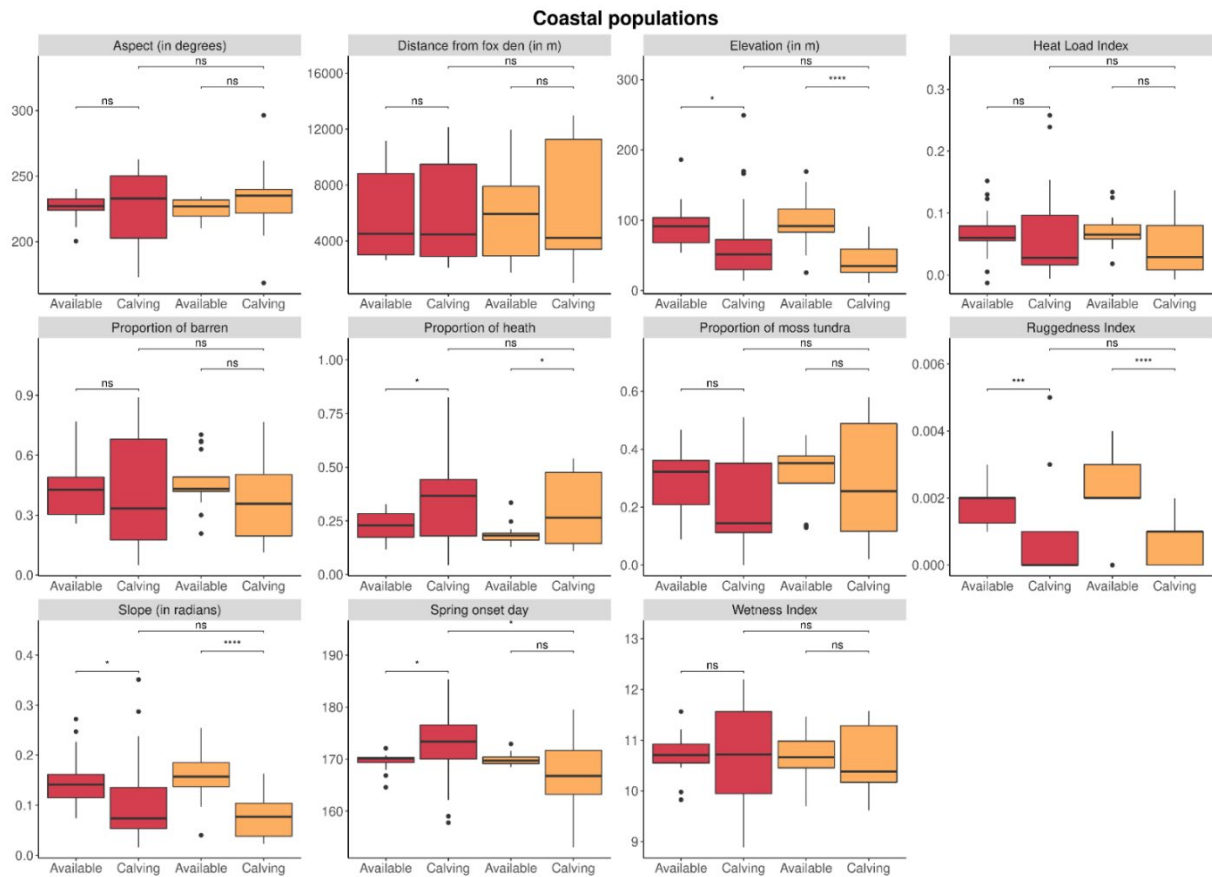 Coastal populations
Aspect (in degrees)
ns
ns
ns
300
250
200
Available Calving Available Calving
Distance from fox den (in m)
ns
ns
ns
16000
12000
8000
4000
Available Calving Available Calving
Elevation (in m)
ns
****
*
300
200
100
0
Available Calving Available Calving
Heat Load Index
ns
ns
ns
0.3
0.2
0.1
0.0
Available Calving Available Calving
Proportion of barren
ns
ns
ns
0.9
0.6
0.3
0.0
Available Calving Available Calving
Proportion of heath
ns
*
*
1.00
0.75
0.50
0.25
0.00
Available Calving Available Calving
Proportion of moss tundra
ns
ns
ns
0.6
0.4
0.2
0.0
Available Calving Available Calving
Ruggedness Index
ns
****
***
0.006
0.004
0.002
0.000
Available Calving Available Calving
Slope (in radians)
ns
****
*
0.4
0.3
0.2
0.1
0.0
Available Calving Available Calving
Spring onset day
*
ns
*
190
180
170
160
Available Calving Available Calving
Wetness Index
ns
ns
ns
13
12
11
10
9
Available Calving Available Calving